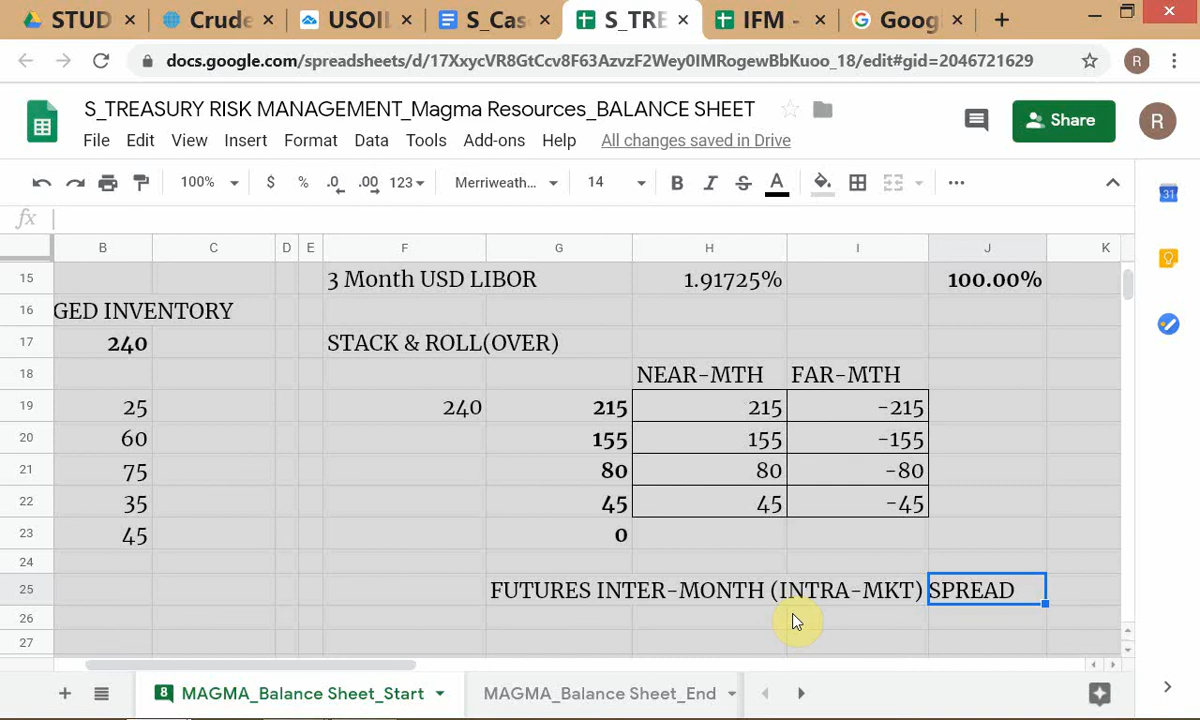 STUD × Crude × USOIL × S_Cas × S_TRE × IFM - × Goog × +
docs.google.com/spreadsheets/d/17XxycVR8GtCcv8F63AzvzF2Wey0IMRogewBbKuoo_18/edit#gid=2046721629 R
S_TREASURY RISK MANAGEMENT_Magma Resources_BALANCE SHEET
Share R
File Edit View Insert Format Data Tools Add-ons Help All changes saved in Drive
100% $ % .0 .00 123 Merriweath... 14 B I S A ... 31
fx
B C D E F G H I J K
15 3 Month USD LIBOR 1.91725% 100.00%
16 GED INVENTORY
17 240 STACK & ROLL(OVER)
18 NEAR-MTH FAR-MTH
19 25 240 215 215 -215
20 60 155 155 -155
21 75 80 80 -80
22 35 45 45 -45
23 45 0
24
25 FUTURES INTER-MONTH (INTRA-MKT) SPREAD
26
27
+ 8 MAGMA_Balance Sheet_Start MAGMA_Balance Sheet_End